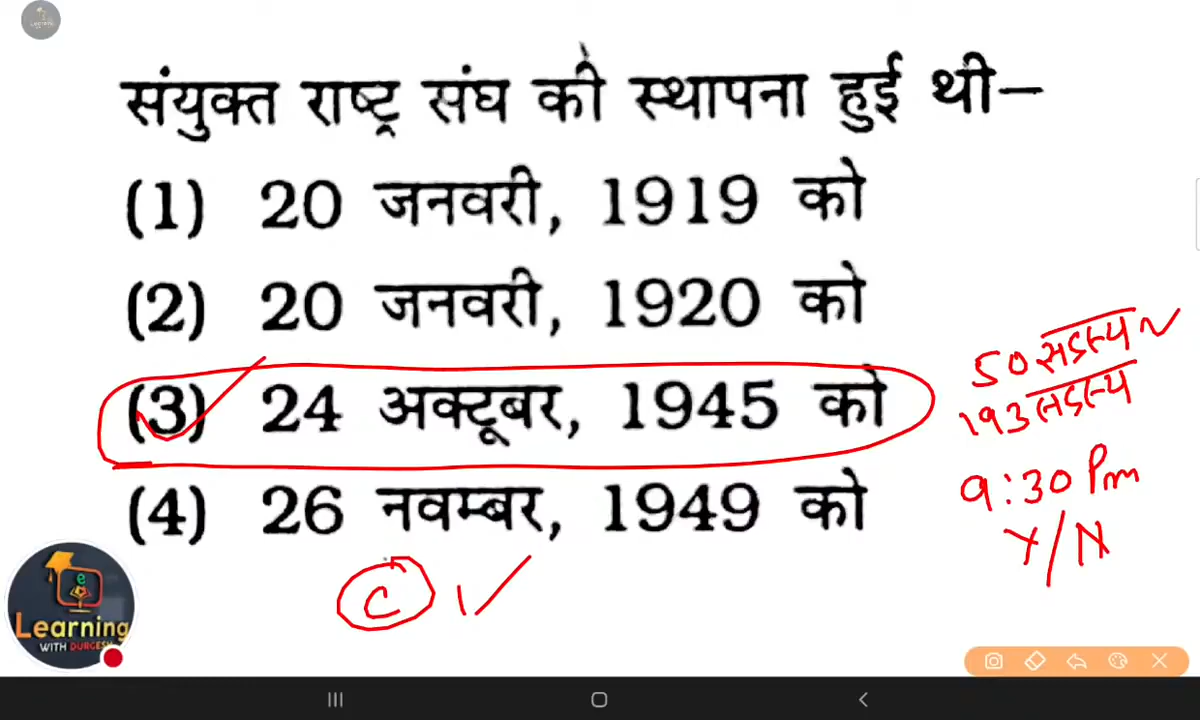 संयुक्त राष्ट्र संघ की स्थापना हुई थी–
(1) 20 जनवरी, 1919 को
(2) 20 जनवरी, 1920 को
(3) 24 अक्टूबर, 1945 को
(4) 26 नवम्बर, 1949 को
50 सदस्य
193 सदस्य
9:30 Pm
Y/N
C
e
Learning
WITH DURGESH